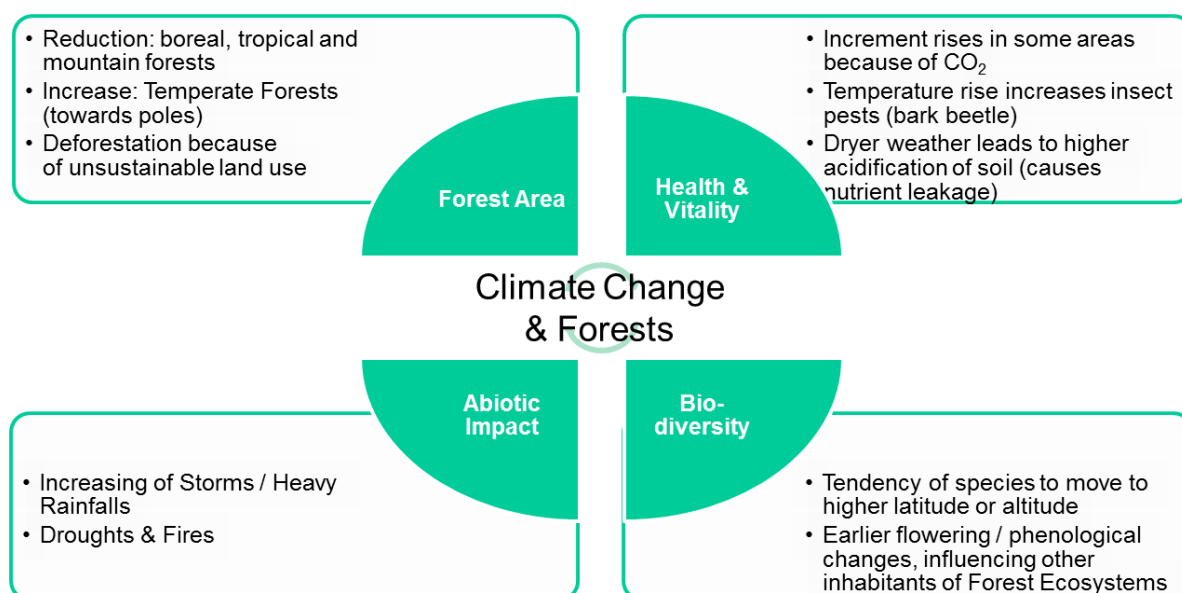 • Reduction: boreal, tropical and
mountain forests
• Increase: Temperate Forests
(towards poles)
• Deforestation because
of unsustainable land use
Forest Area
• Increment rises in some areas
because of CO₂
• Temperature rise increases insect
pests (bark beetle)
• Dryer weather leads to higher
acidification of soil (causes
nutrient leakage)
Health &
Vitality
Climate Change
& Forests
Abiotic
Impact
• Increasing of Storms / Heavy
Rainfalls
• Droughts & Fires
Bio-
diversity
• Tendency of species to move to
higher latitude or altitude
• Earlier flowering / phenological
changes, influencing other
inhabitants of Forest Ecosystems